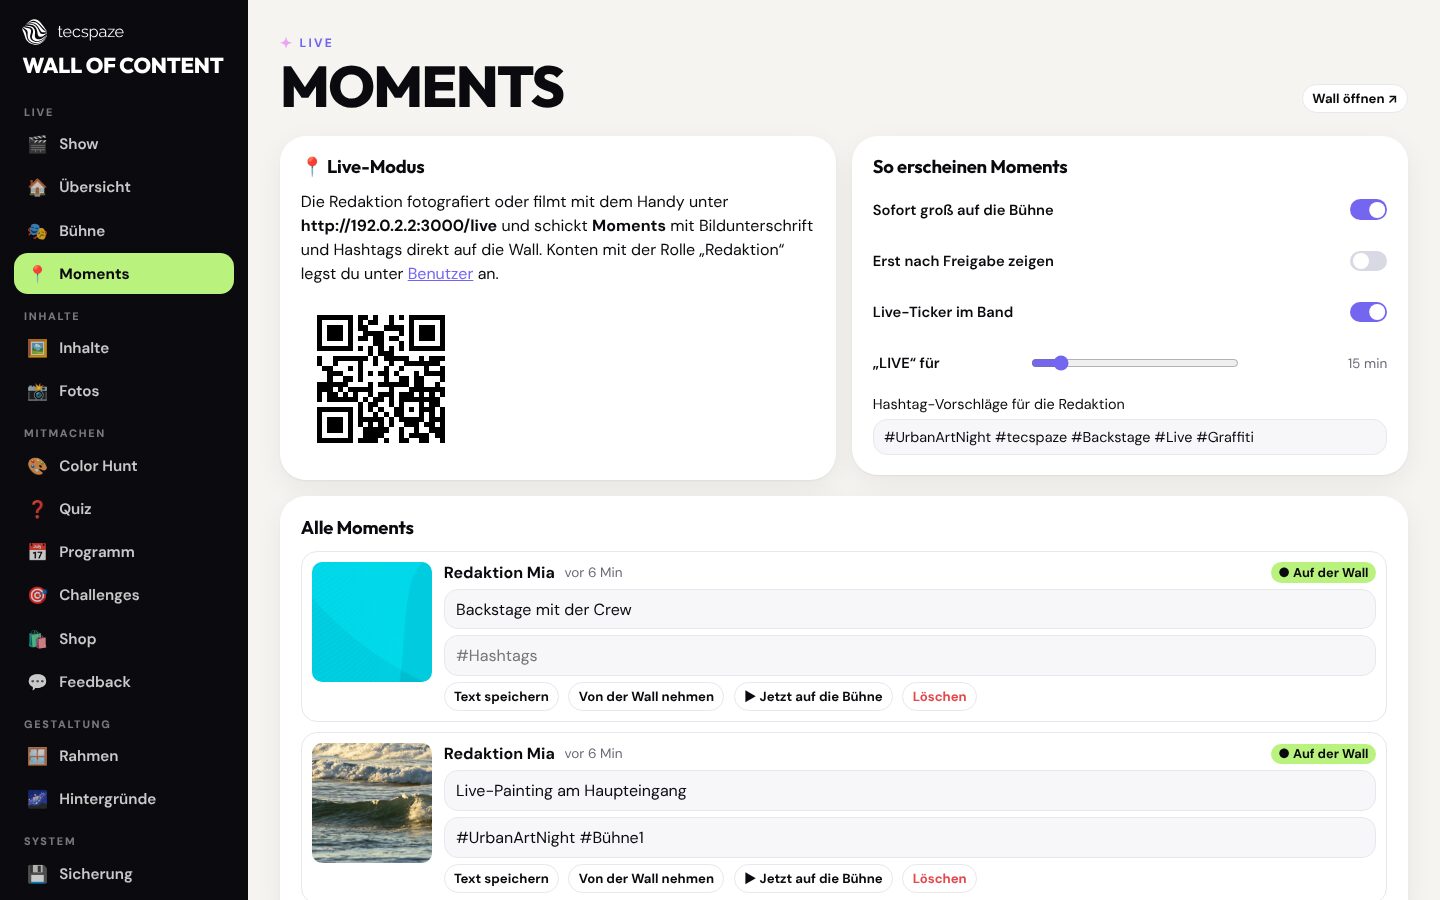 tecspaze
WALL OF CONTENT
LIVE
Show
Übersicht
Bühne
Moments
INHALTE
Inhalte
Fotos
MITMACHEN
Color Hunt
Quiz
Programm
Challenges
Shop
Feedback
GESTALTUNG
Rahmen
Hintergründe
SYSTEM
Sicherung
LIVE
MOMENTS
Wall öffnen ↗
Live-Modus
Die Redaktion fotografiert oder filmt mit dem Handy unter
http://192.0.2.2:3000/live und schickt Moments mit Bildunterschrift
und Hashtags direkt auf die Wall. Konten mit der Rolle „Redaktion“
legst du unter Benutzer an.
So erscheinen Moments
Sofort groß auf die Bühne
Erst nach Freigabe zeigen
Live-Ticker im Band
„LIVE“ für 15 min
Hashtag-Vorschläge für die Redaktion
#UrbanArtNight #tecspaze #Backstage #Live #Graffiti
Alle Moments
Redaktion Mia vor 6 Min ● Auf der Wall
Backstage mit der Crew
#Hashtags
Text speichern Von der Wall nehmen ▶ Jetzt auf die Bühne Löschen
Redaktion Mia vor 6 Min ● Auf der Wall
Live-Painting am Haupteingang
#UrbanArtNight #Bühne1
Text speichern Von der Wall nehmen ▶ Jetzt auf die Bühne Löschen